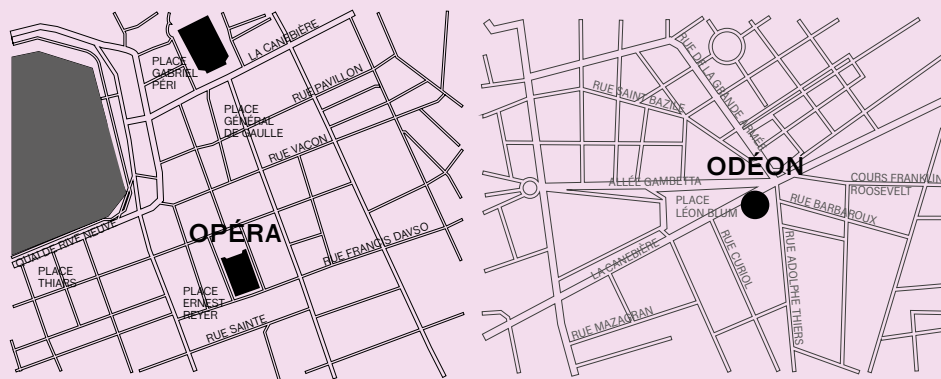 LA CANEBIÈRE
PLACE
GABRIEL
PÉRI
RUE PAVILLON
PLACE
GÉNÉRAL
DE GAULLE
RUE VACON
OPÉRA
QUAI DE RIVE NEUVE
RUE FRANCIS DAVSO
PLACE
THIARS
PLACE
ERNEST
REYER
RUE SAINTE
RUE DE LA GRANDE ARMÉE
RUE SAINT BAZILE
ODÉON
ALLÉE GAMBETTA
COURS FRANKLIN
ROOSEVELT
PLACE
LÉON BLUM
RUE BARBAROUX
LA CANEBIÈRE
RUE CURIOL
RUE ADOLPHE THIERS
RUE MAZAGRAN